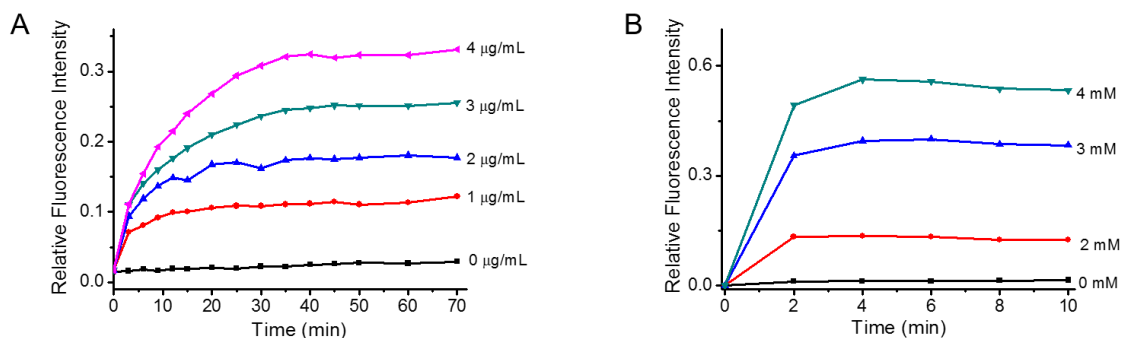 A
Relative Fluorescence Intensity
0.3
0.2
0.1
0.0
0 10 20 30 40 50 60 70
Time (min)
4 μg/mL
3 μg/mL
2 μg/mL
1 μg/mL
0 μg/mL
B
Relative Fluorescence Intensity
0.6
0.3
0.0
0 2 4 6 8 10
Time (min)
4 mM
3 mM
2 mM
0 mM